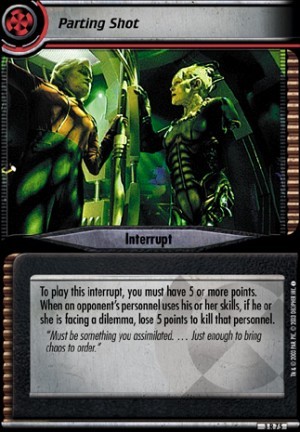 Parting Shot
Interrupt
To play this interrupt, you must have 5 or more points.
When an opponent's personnel uses his or her skills, if he or
she is facing a dilemma, lose 5 points to kill that personnel.
"Must be something you assimilated. … Just enough to bring
chaos to order."
3 R 75